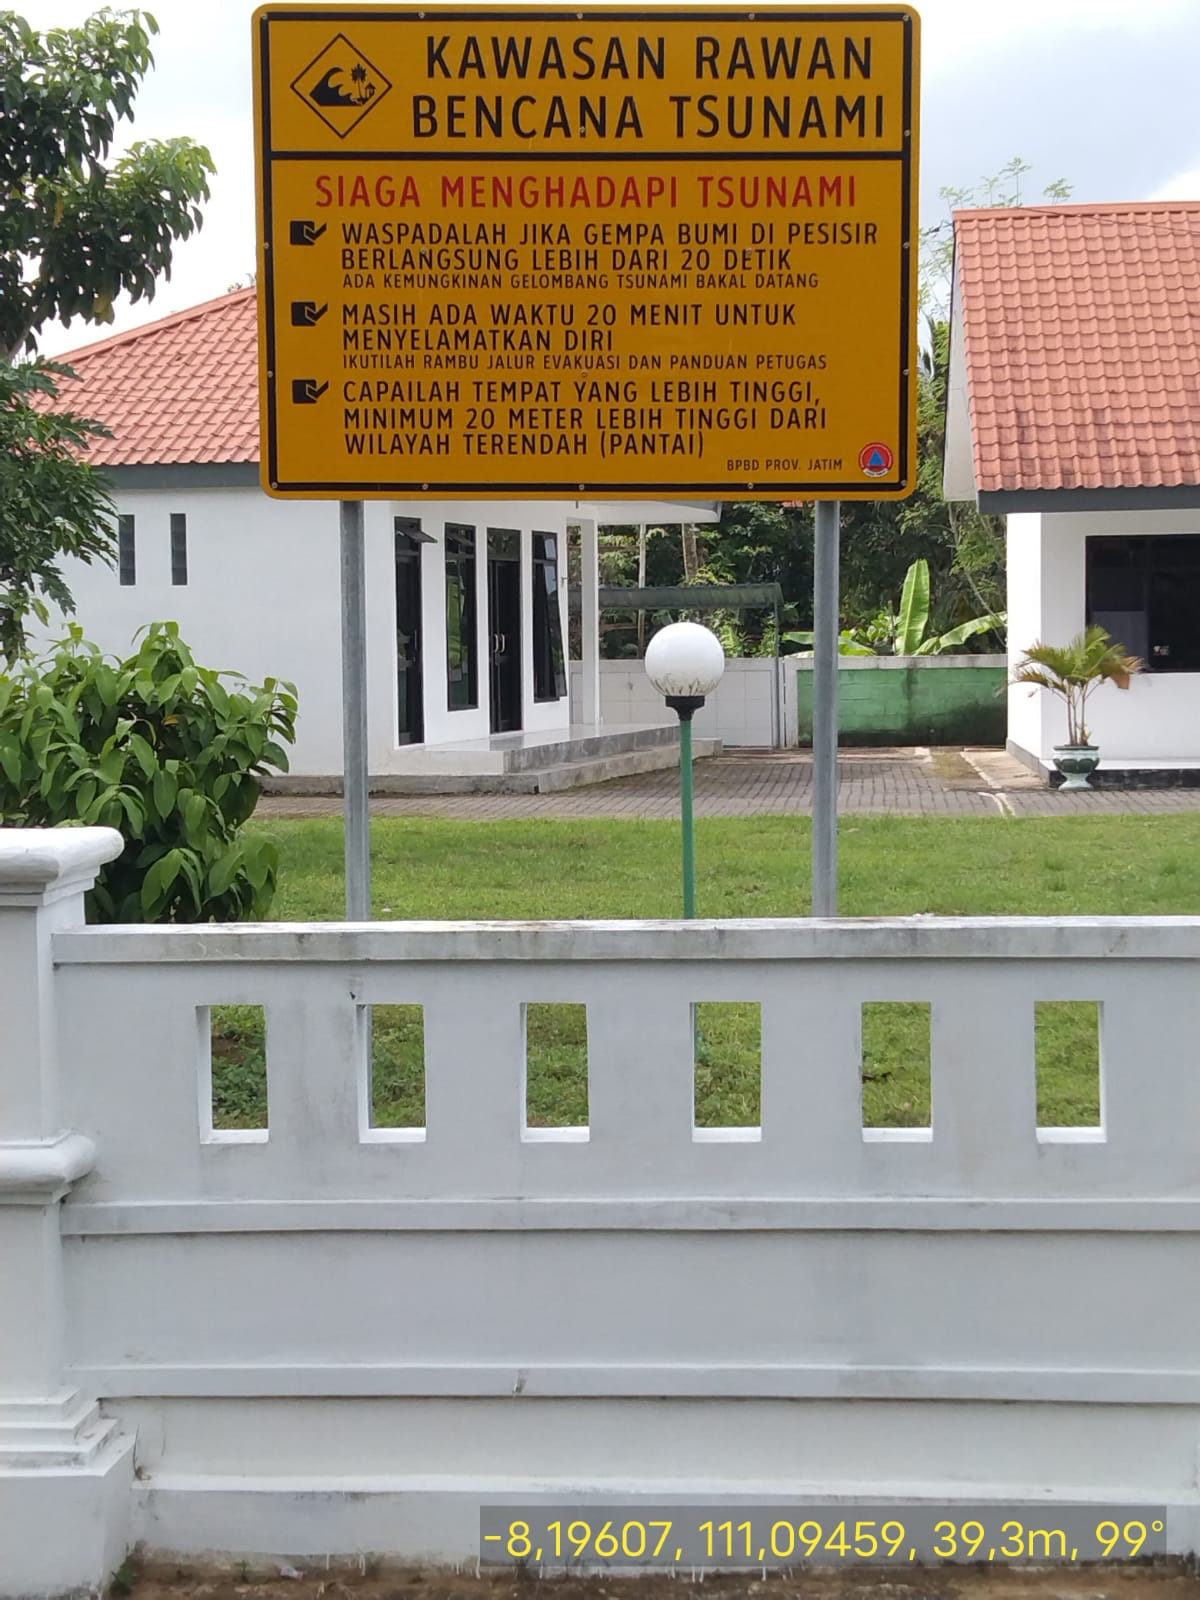 KAWASAN RAWAN
BENCANA TSUNAMI
SIAGA MENGHADAPI TSUNAMI
WASPADALAH JIKA GEMPA BUMI DI PESISIR
BERLANGSUNG LEBIH DARI 20 DETIK
ADA KEMUNGKINAN GELOMBANG TSUNAMI BAKAL DATANG
MASIH ADA WAKTU 20 MENIT UNTUK
MENYELAMATKAN DIRI
IKUTILAH RAMBU JALUR EVAKUASI DAN PANDUAN PETUGAS
CAPAILAH TEMPAT YANG LEBIH TINGGI,
MINIMUM 20 METER LEBIH TINGGI DARI
WILAYAH TERENDAH (PANTAI)
BPBD PROV. JATIM
-8,19607, 111,09459, 39,3m, 99°